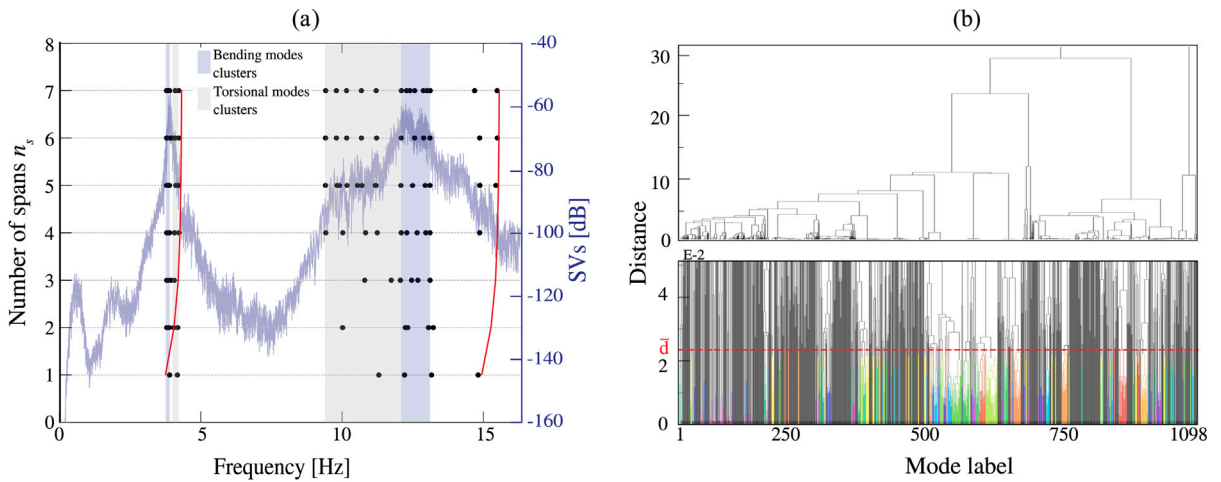 (a)
Number of spans n_s
8
7
6
5
4
3
2
1
0
0
5
10
15
Frequency [Hz]
Bending modes
clusters
Torsional modes
clusters
-40
-60
-80
-100
-120
-140
-160
SVs [dB]
(b)
Distance
30
20
10
0
E-2
4
d̄
2
0
E-2
1
250
500
750
1098
Mode label